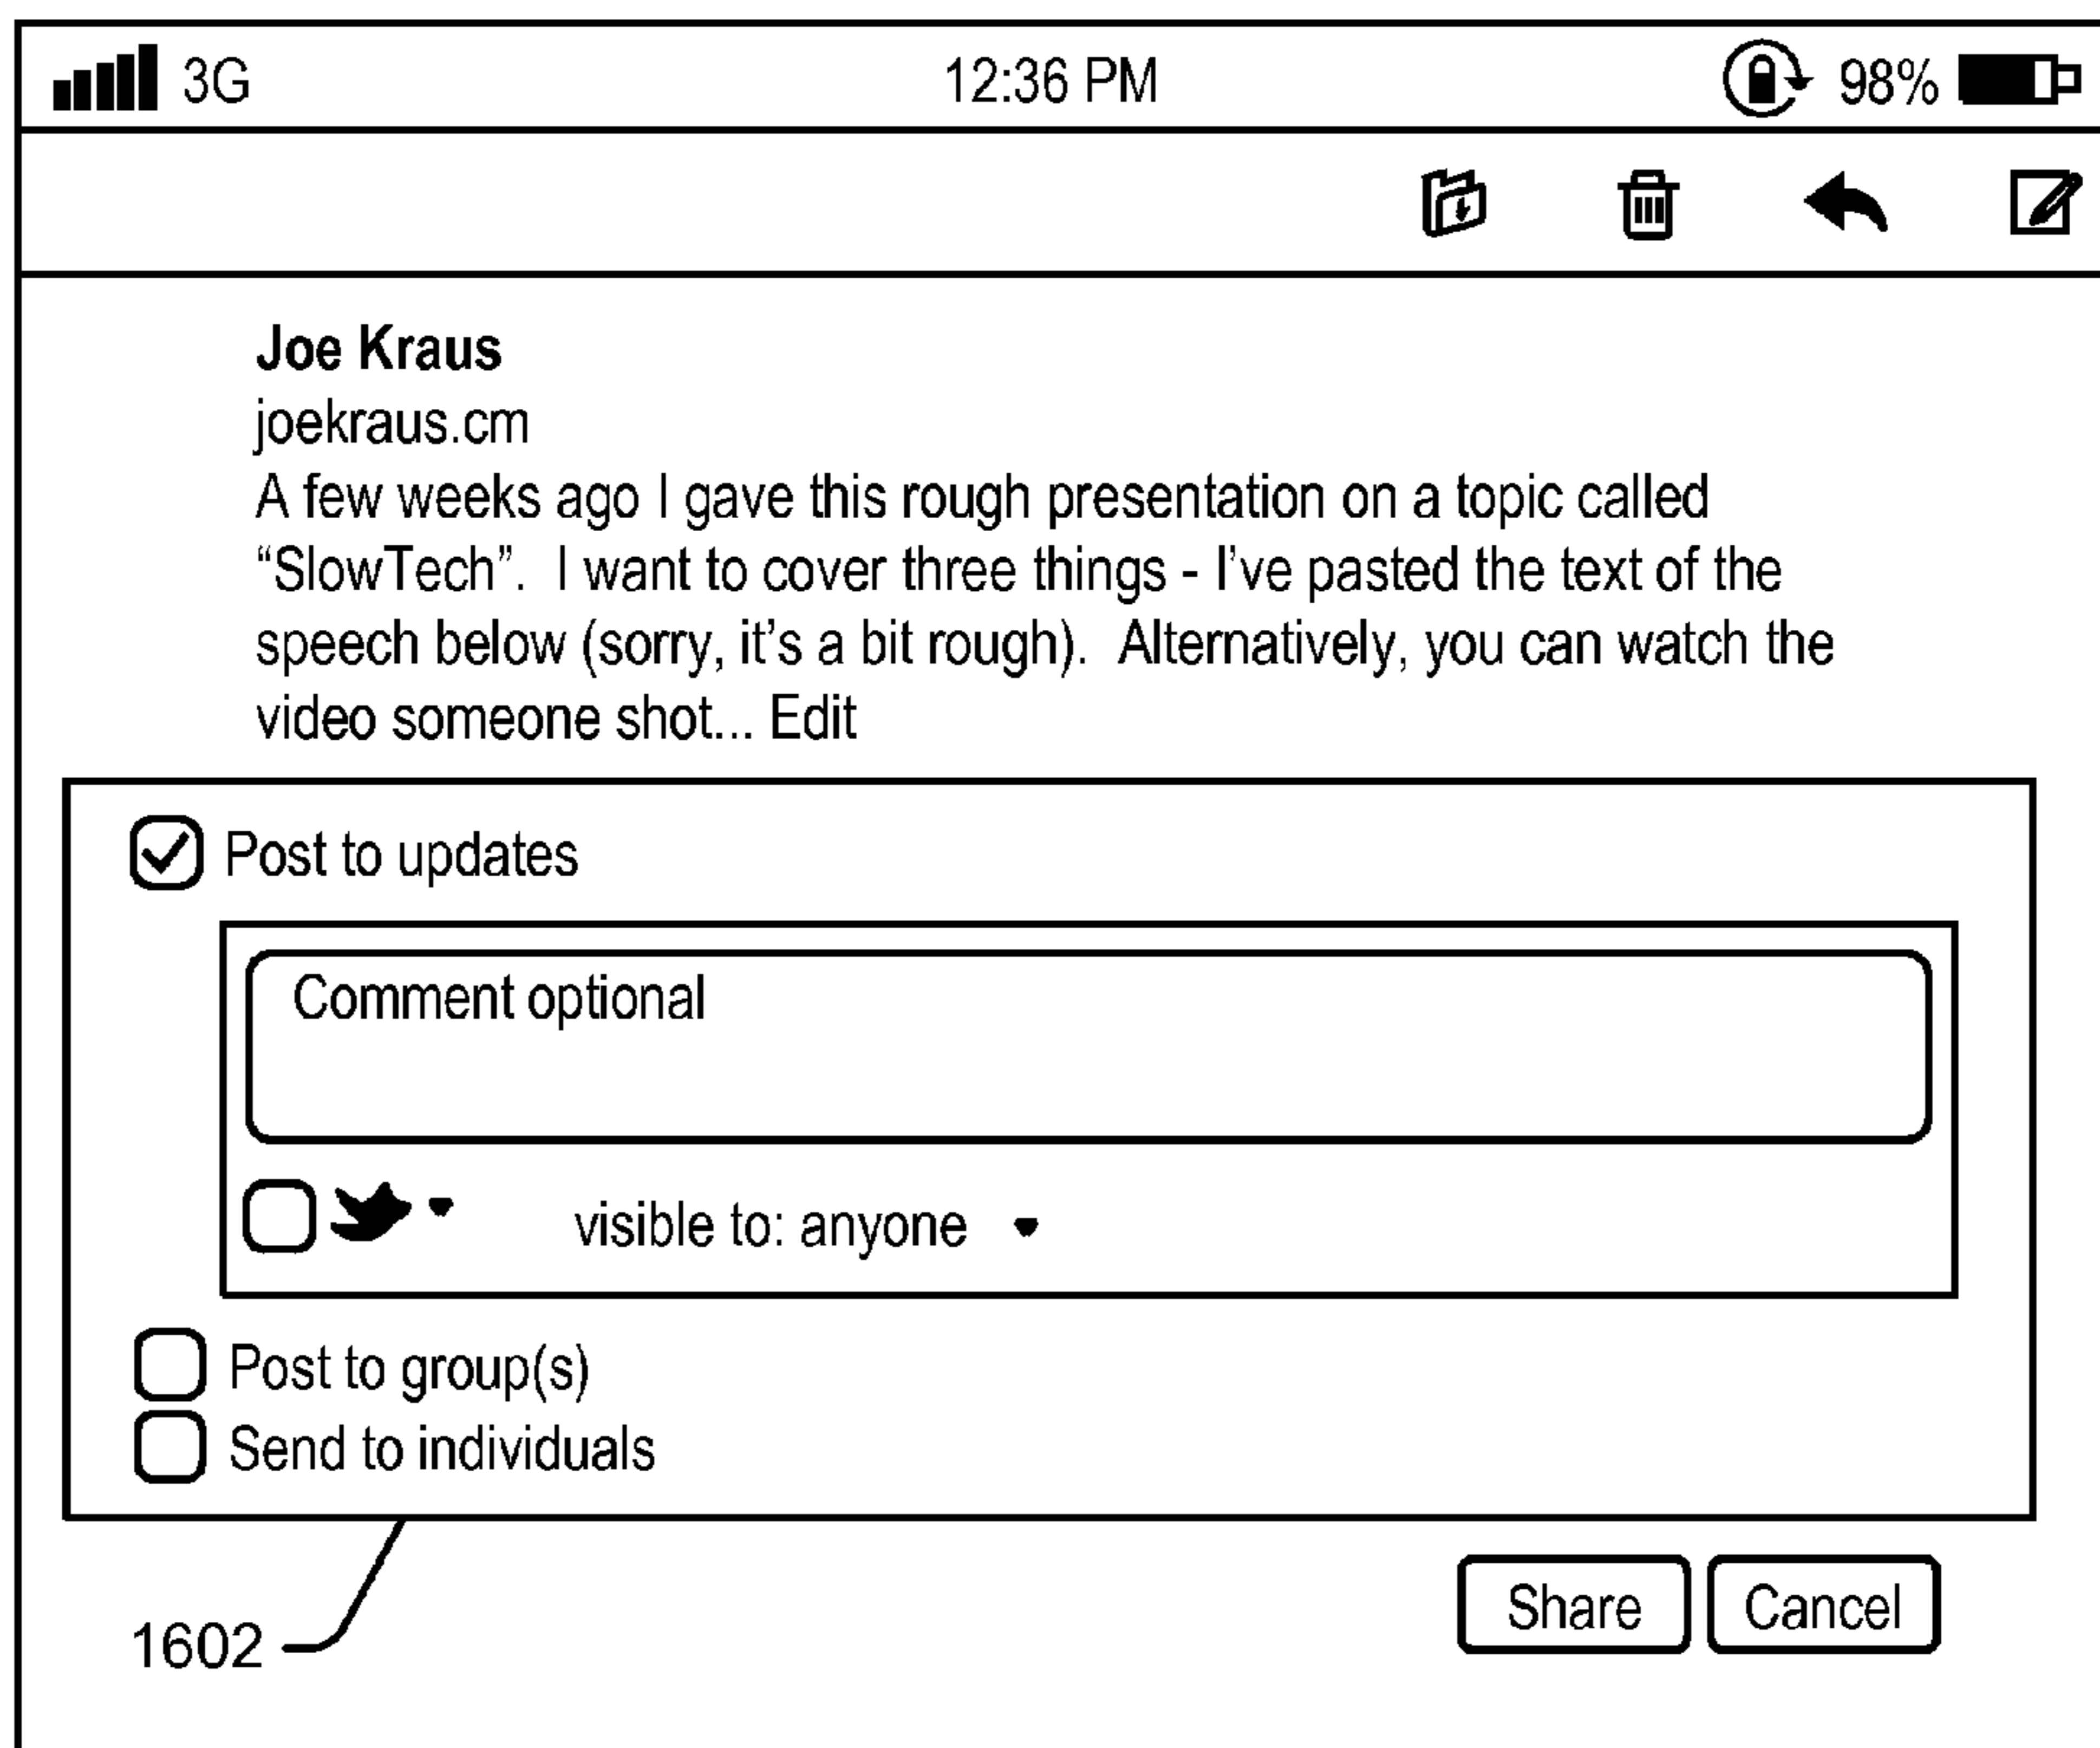 3G 12:36 PM 98%
Joe Kraus
joekraus.cm
A few weeks ago I gave this rough presentation on a topic called
“SlowTech”. I want to cover three things - I’ve pasted the text of the
speech below (sorry, it’s a bit rough). Alternatively, you can watch the
video someone shot... Edit
Post to updates
Comment optional
visible to: anyone
Post to group(s)
Send to individuals
Share Cancel
1602